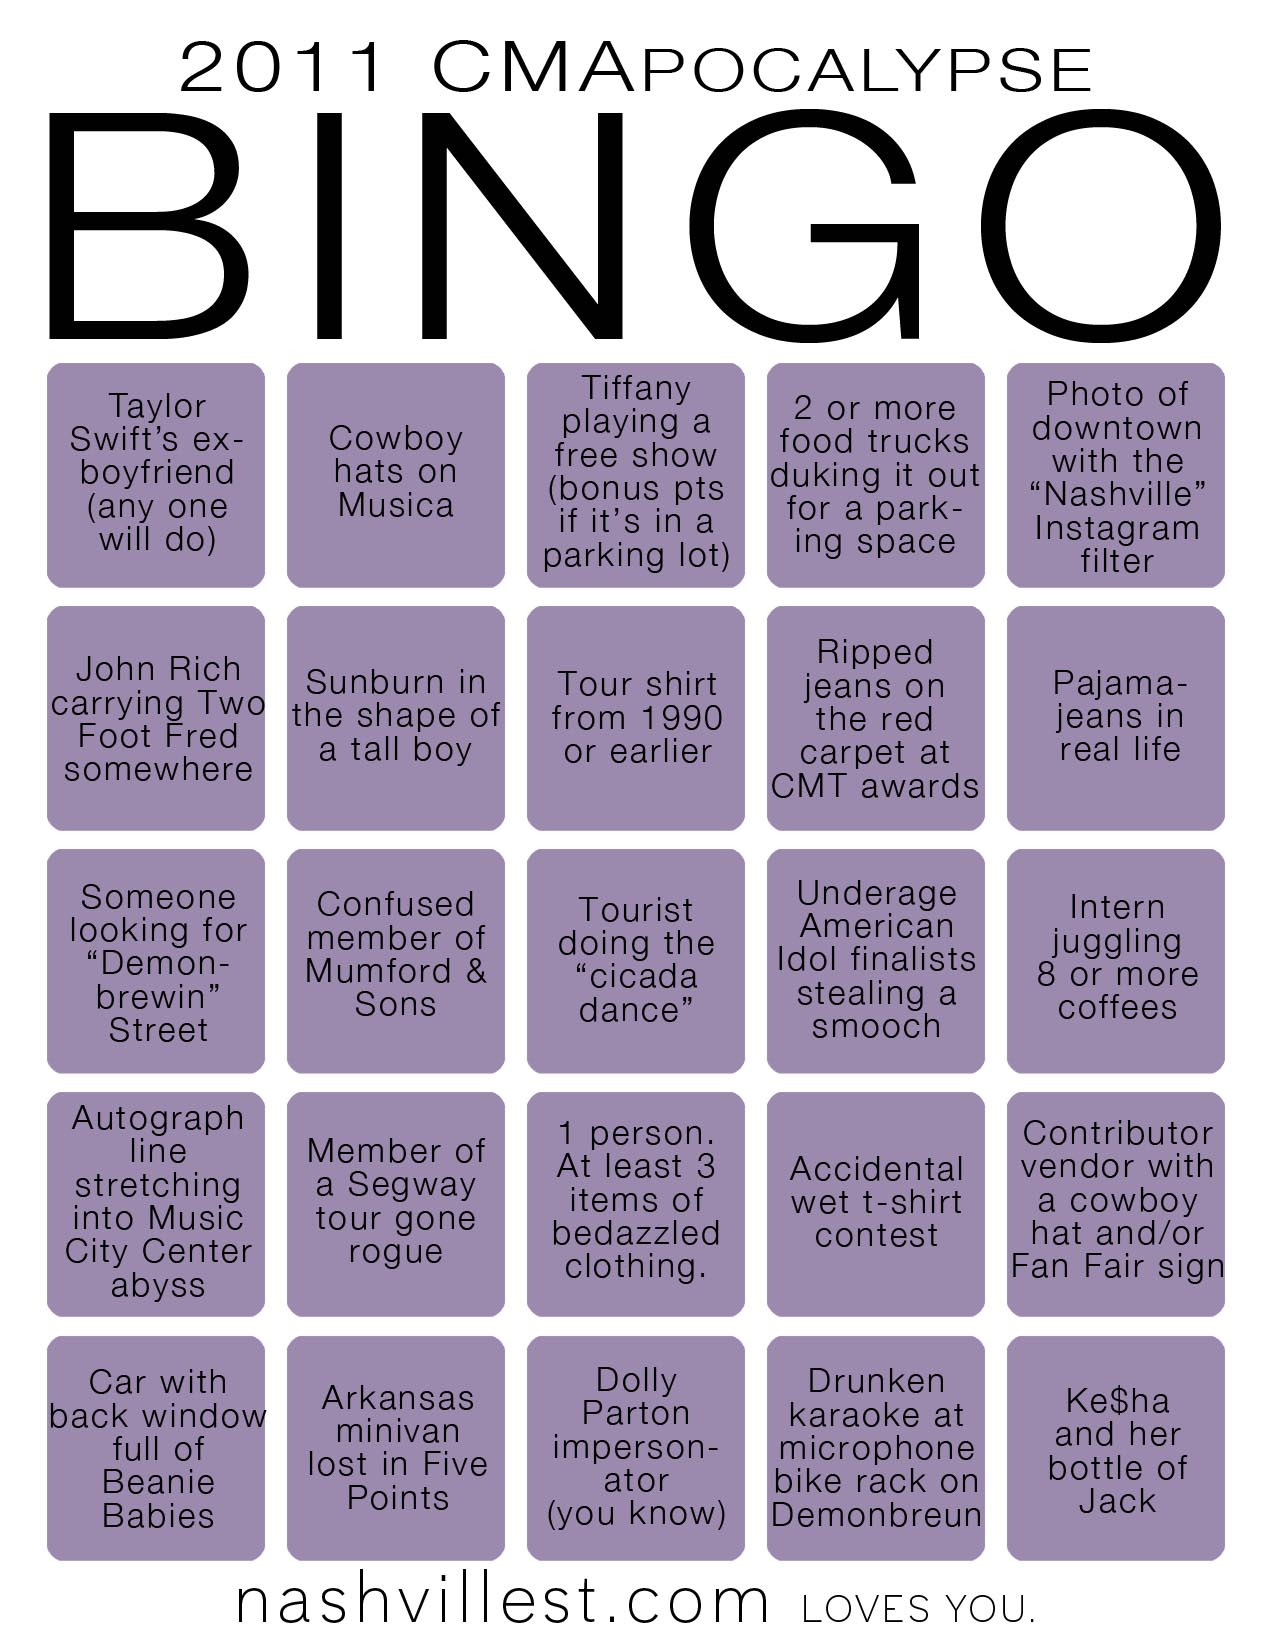 2011 CMAPOCALYPSE
BINGO
Taylor
Swift's ex-
boyfriend
(any one
will do)
Cowboy
hats on
Musica
Tiffany
playing a
free show
(bonus pts
if it's in a
parking lot)
2 or more
food trucks
duking it out
for a park-
ing space
Photo of
downtown
with the
“Nashville”
Instagram
filter
John Rich
carrying Two
Foot Fred
somewhere
Sunburn in
the shape of
a tall boy
Tour shirt
from 1990
or earlier
Ripped
jeans on
the red
carpet at
CMT awards
Pajama-
jeans in
real life
Someone
looking for
“Demon-
brewin”
Street
Confused
member of
Mumford &
Sons
Tourist
doing the
“cicada
dance”
Underage
American
Idol finalists
stealing a
smooch
Intern
juggling
8 or more
coffees
Autograph
line
stretching
into Music
City Center
abyss
Member of
a Segway
tour gone
rogue
1 person.
At least 3
items of
bedazzled
clothing.
Accidental
wet t-shirt
contest
Contributor
vendor with
a cowboy
hat and/or
Fan Fair sign
Car with
back window
full of
Beanie
Babies
Arkansas
minivan
lost in Five
Points
Dolly
Parton
imperson-
ator
(you know)
Drunken
karaoke at
microphone
bike rack on
Demonbreun
Ke$ha
and her
bottle of
Jack
nashvillest.com LOVES YOU.